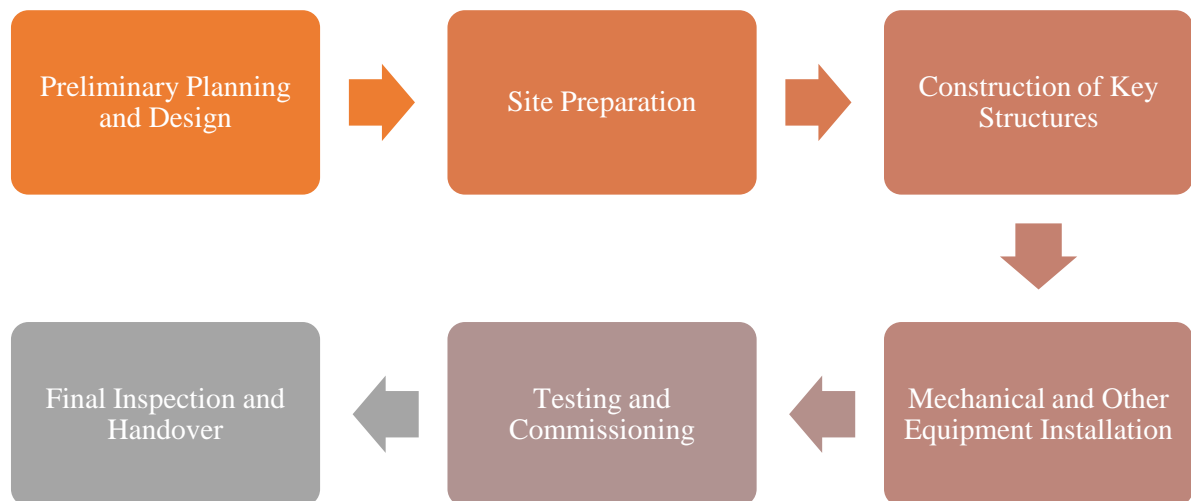 Preliminary Planning
and Design
Site Preparation
Construction of Key
Structures
Mechanical and Other
Equipment Installation
Testing and
Commissioning
Final Inspection and
Handover